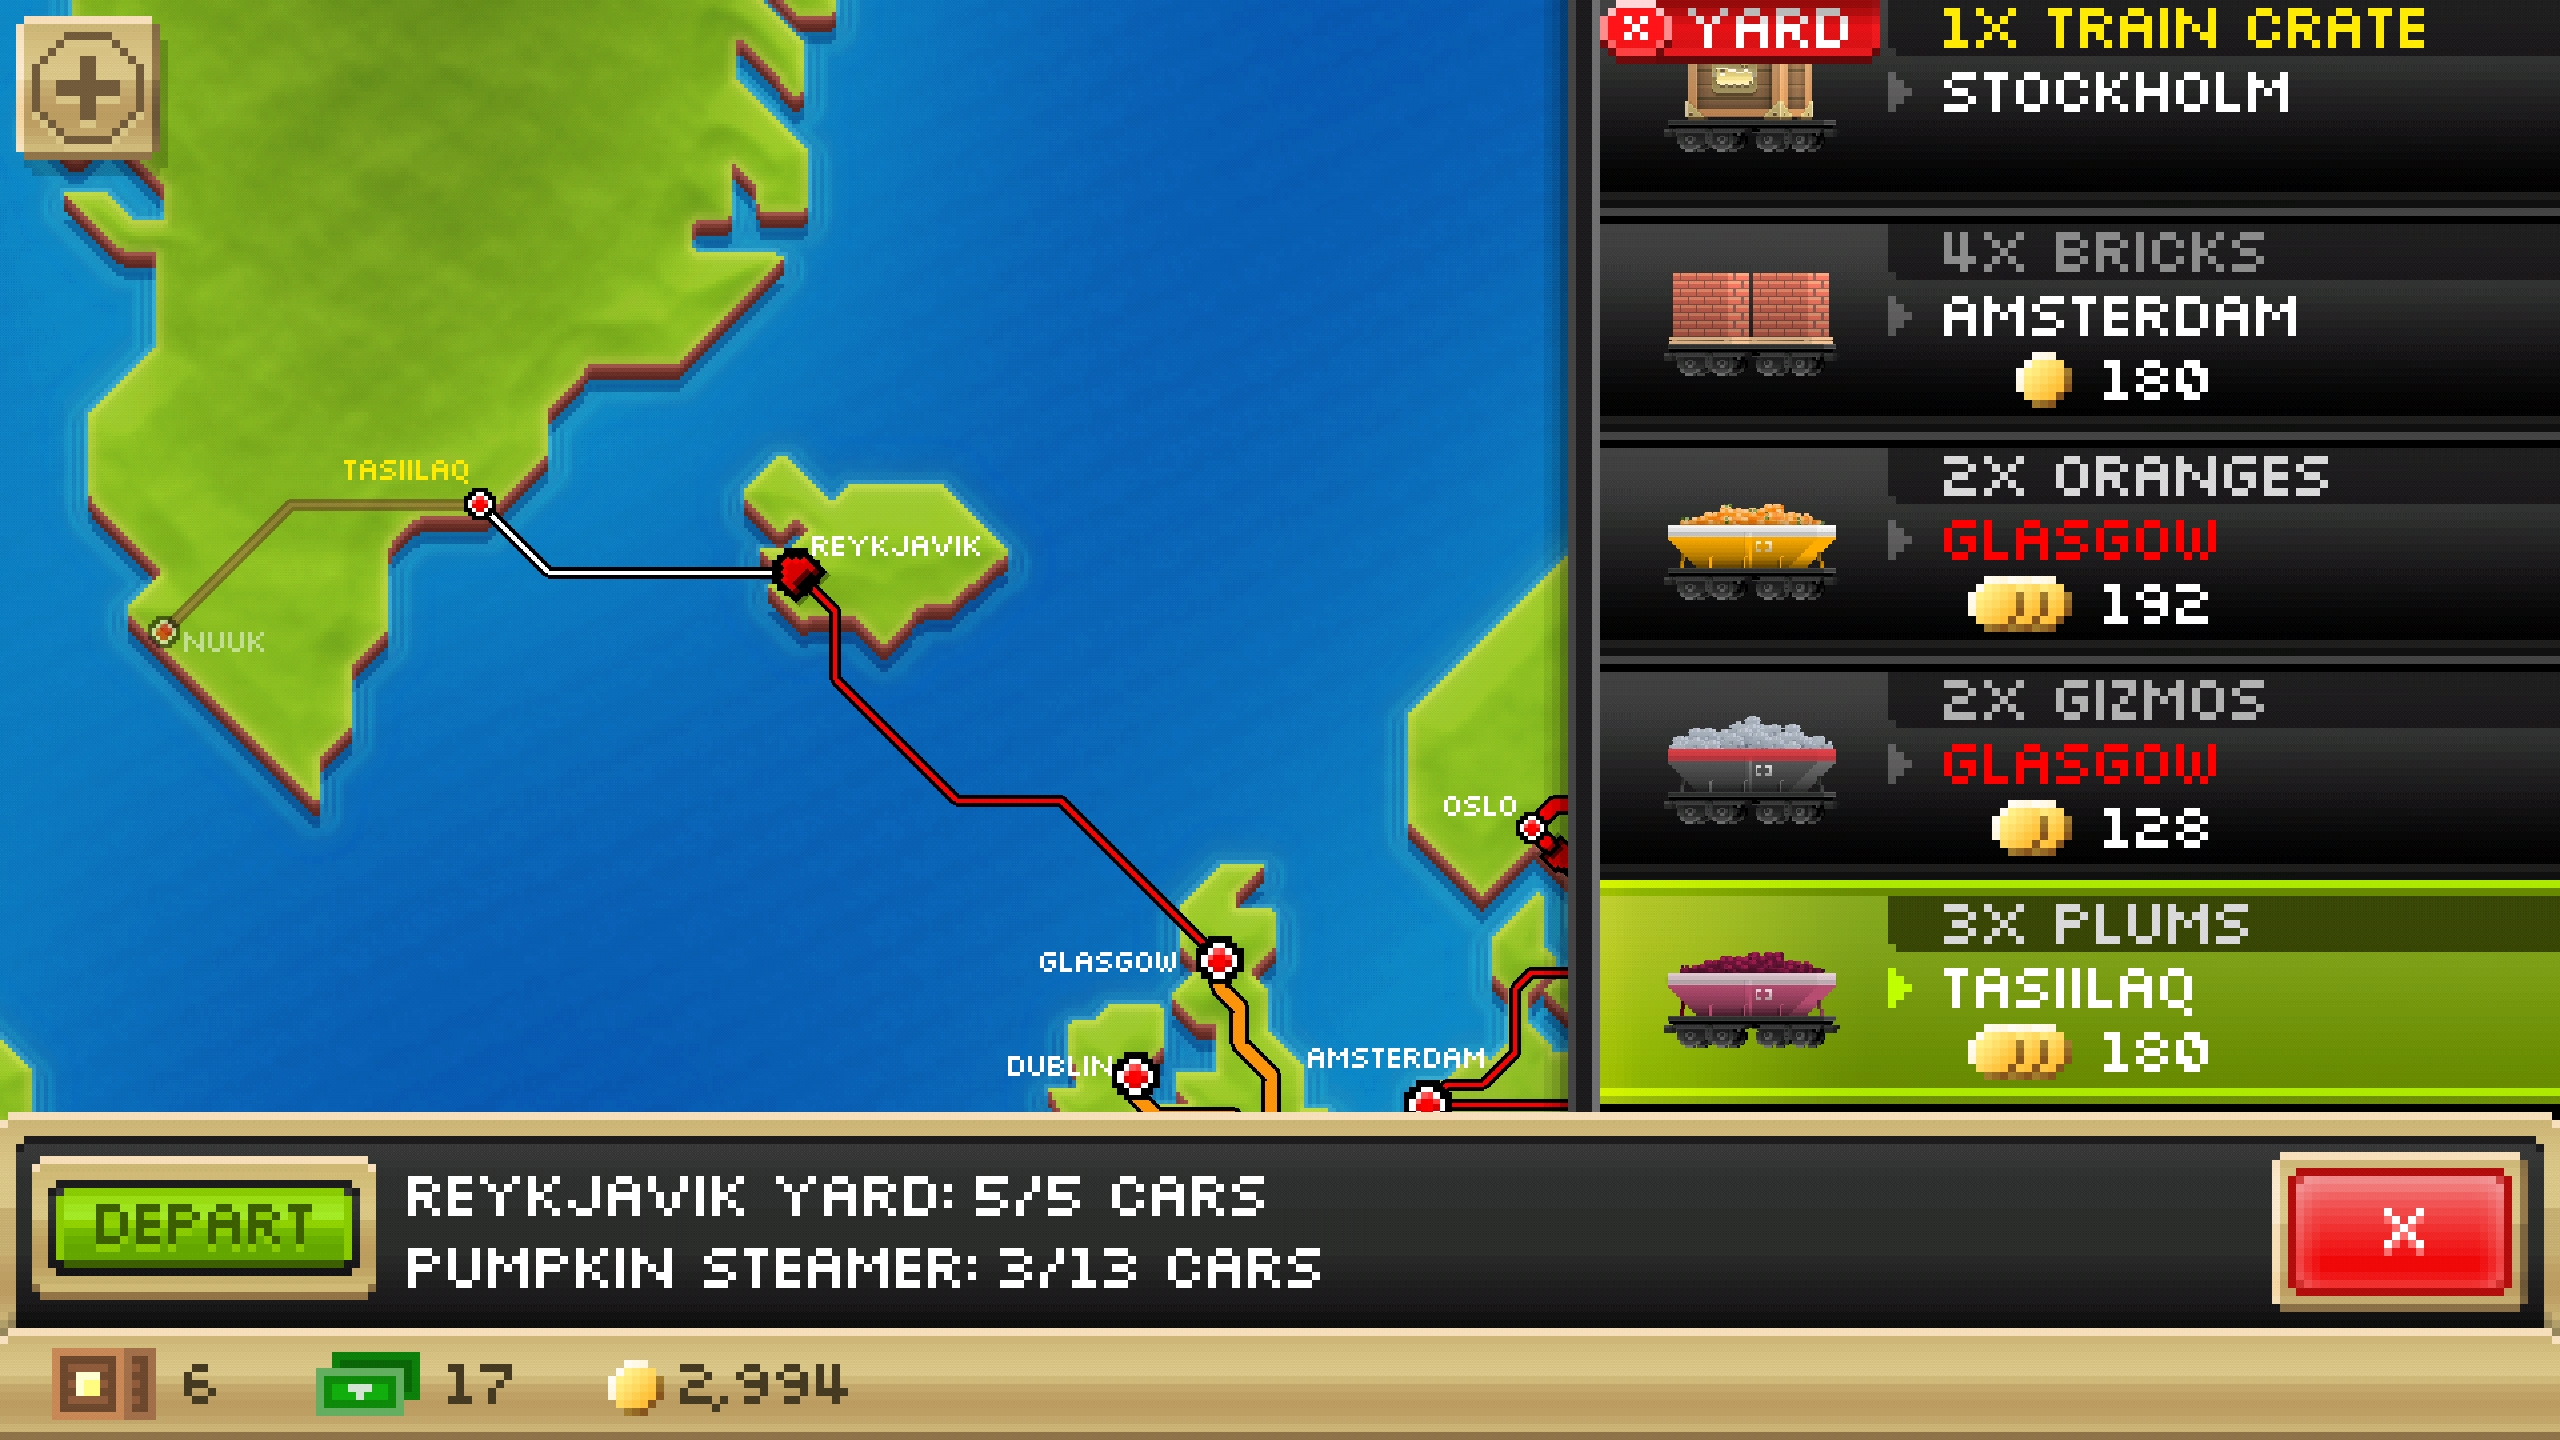 TASIILAQ
REYKJAVIK
NUUK
OSLO
GLASGOW
DUBLIN
AMSTERDAM
X YARD
1X TRAIN CRATE
STOCKHOLM
4X BRICKS
AMSTERDAM
180
2X ORANGES
GLASGOW
192
2X GIZMOS
GLASGOW
128
3X PLUMS
TASIILAQ
180
DEPART
REYKJAVIK YARD: 5/5 CARS
PUMPKIN STEAMER: 3/13 CARS
X
6
17
2,994